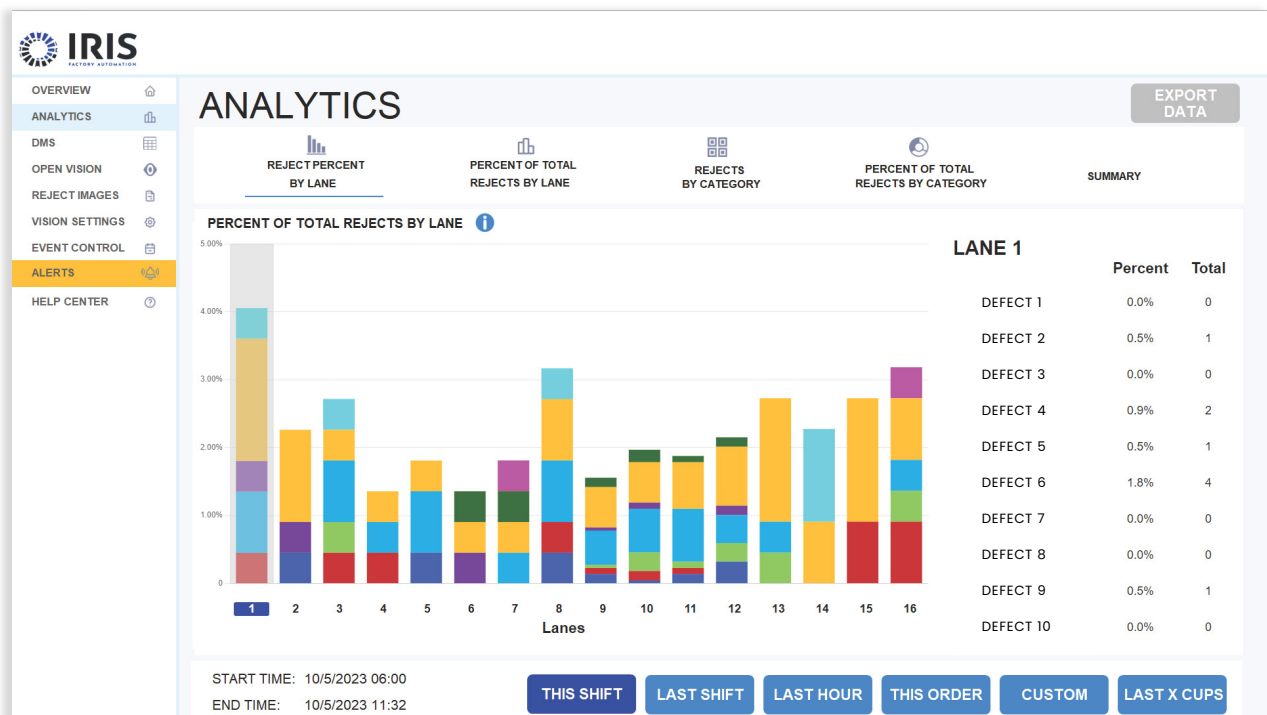 IRIS
FACTORY AUTOMATION
OVERVIEW
ANALYTICS
DMS
OPEN VISION
REJECT IMAGES
VISION SETTINGS
EVENT CONTROL
ALERTS
HELP CENTER
ANALYTICS
EXPORT
DATA
REJECT PERCENT
BY LANE
PERCENT OF TOTAL
REJECTS BY LANE
REJECTS
BY CATEGORY
PERCENT OF TOTAL
REJECTS BY CATEGORY
SUMMARY
PERCENT OF TOTAL REJECTS BY LANE i
5.00%
4.00%
3.00%
2.00%
1.00%
0
1 2 3 4 5 6 7 8 9 10 11 12 13 14 15 16
Lanes
LANE 1
Percent Total
DEFECT 1 0.0% 0
DEFECT 2 0.5% 1
DEFECT 3 0.0% 0
DEFECT 4 0.9% 2
DEFECT 5 0.5% 1
DEFECT 6 1.8% 4
DEFECT 7 0.0% 0
DEFECT 8 0.0% 0
DEFECT 9 0.5% 1
DEFECT 10 0.0% 0
START TIME: 10/5/2023 06:00
END TIME: 10/5/2023 11:32
THIS SHIFT LAST SHIFT LAST HOUR THIS ORDER CUSTOM LAST X CUPS